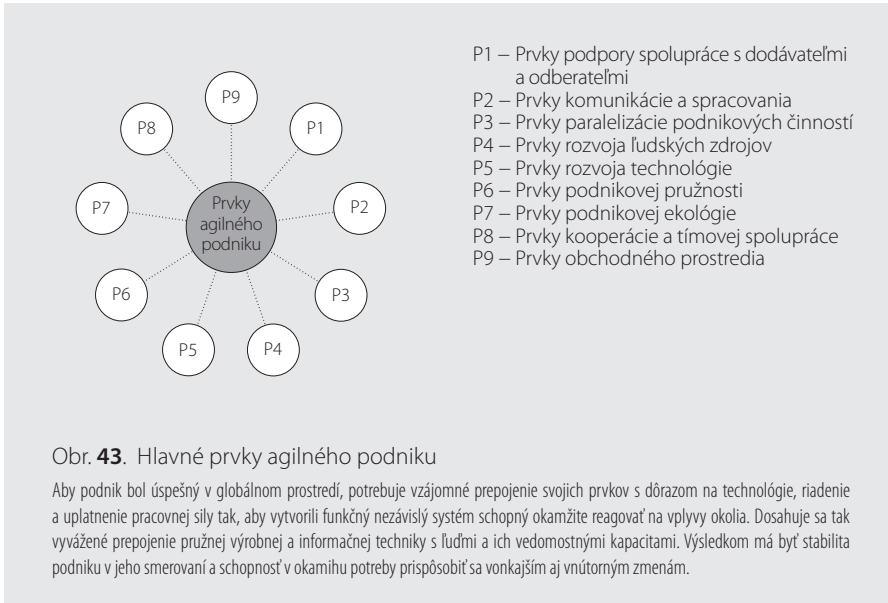 P9
P8
P1
P7
Prvky
agilného
podniku
P2
P6
P3
P5
P4
P1 – Prvky podpory spolupráce s dodávateľmi
a odberateľmi
P2 – Prvky komunikácie a spracovania
P3 – Prvky paralelizácie podnikových činností
P4 – Prvky rozvoja ľudských zdrojov
P5 – Prvky rozvoja technológie
P6 – Prvky podnikovej pružnosti
P7 – Prvky podnikovej ekológie
P8 – Prvky kooperácie a tímovej spolupráce
P9 – Prvky obchodného prostredia
Obr. 43. Hlavné prvky agilného podniku
Aby podnik bol úspešný v globálnom prostredí, potrebuje vzájomné prepojenie svojich prvkov s dôrazom na technológie, riadenie
a uplatnenie pracovnej sily tak, aby vytvorili funkčný nezávislý systém schopný okamžite reagovať na vplyvy okolia. Dosahuje sa tak
vyvážené prepojenie pružnej výrobnej a informačnej techniky s ľuďmi a ich vedomostnými kapacitami. Výsledkom má byť stabilita
podniku v jeho smerovaní a schopnosť v okamihu potreby prispôsobiť sa vonkajším aj vnútorným zmenám.